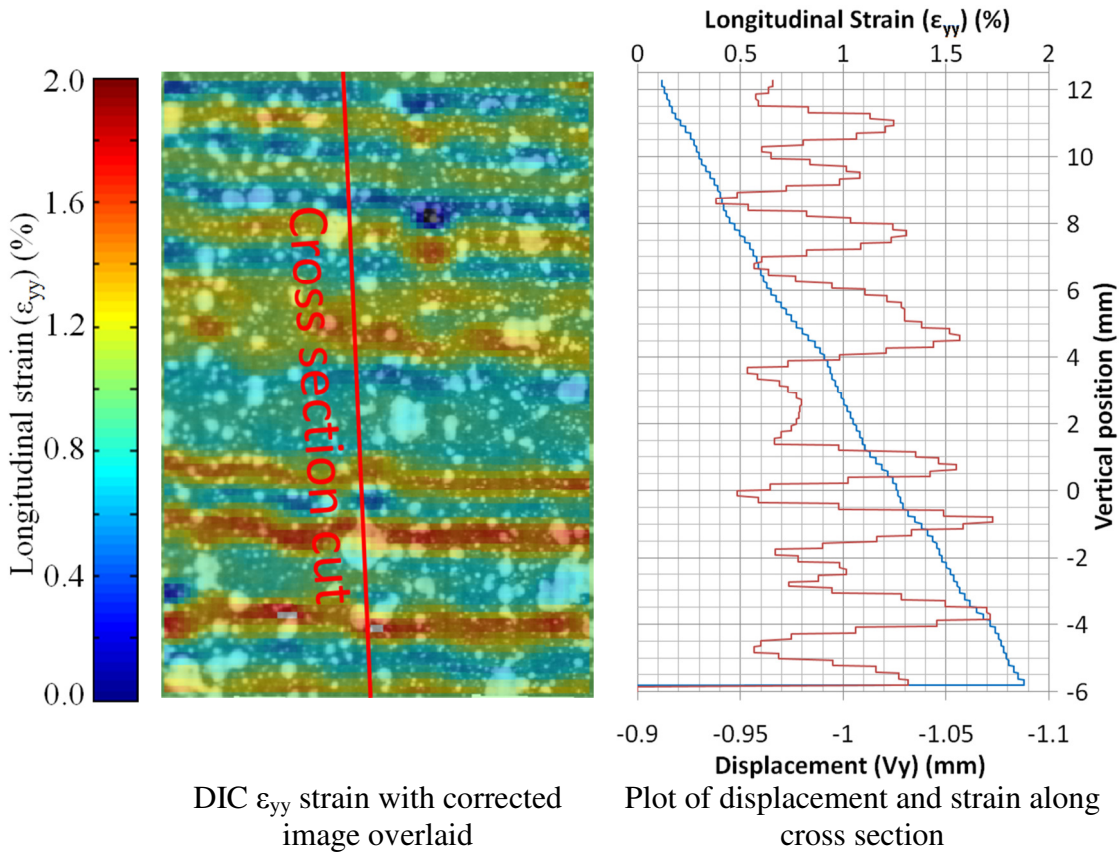 Longitudinal strain (εyy) (%)
2.0
1.6
1.2
0.8
0.4
0.0
Cross section cut
DIC εyy strain with corrected
image overlaid
Longitudinal Strain (εyy) (%)
0 0.5 1 1.5 2
12
10
8
6
4
2
0
-2
-4
-6
Vertical position (mm)
-0.9 -0.95 -1 -1.05 -1.1
Displacement (Vy) (mm)
Plot of displacement and strain along
cross section